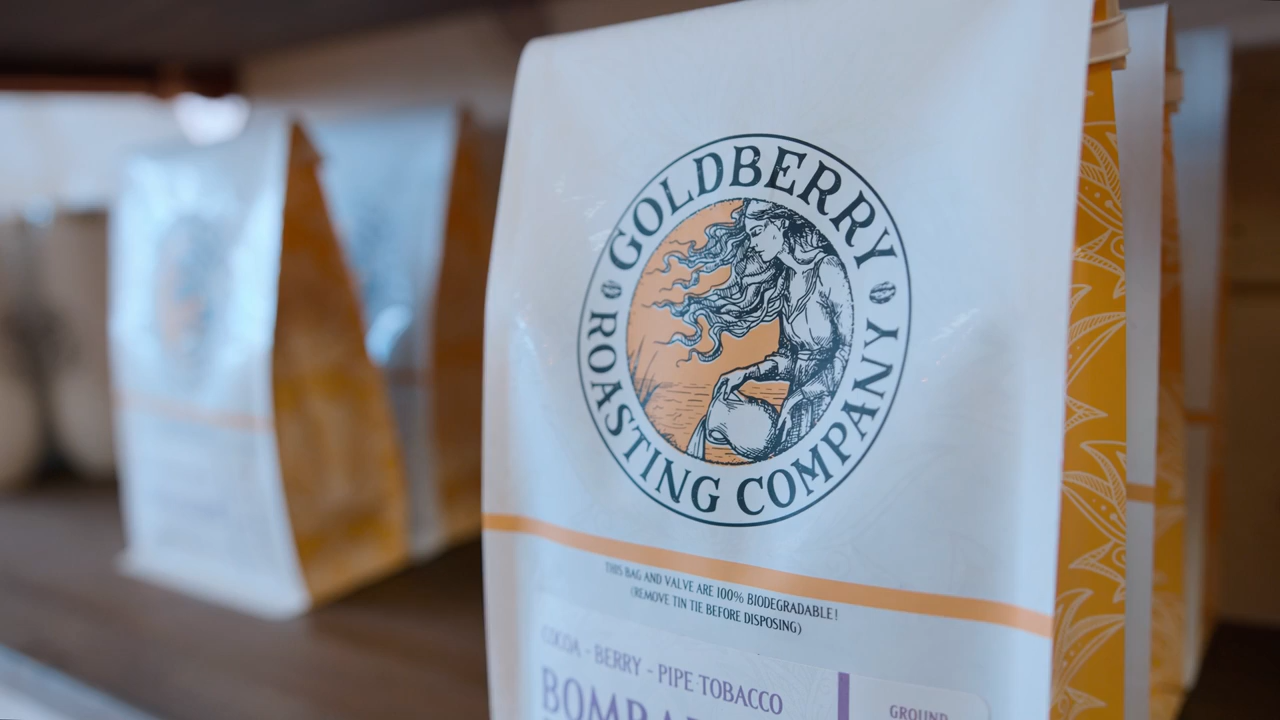 GOLDBERRY
ROASTING COMPANY
THIS BAG AND VALVE ARE 100% BIODEGRADABLE!
(REMOVE TIN TIE BEFORE DISPOSING)
COCOA - BERRY - PIPE TOBACCO
GROUND